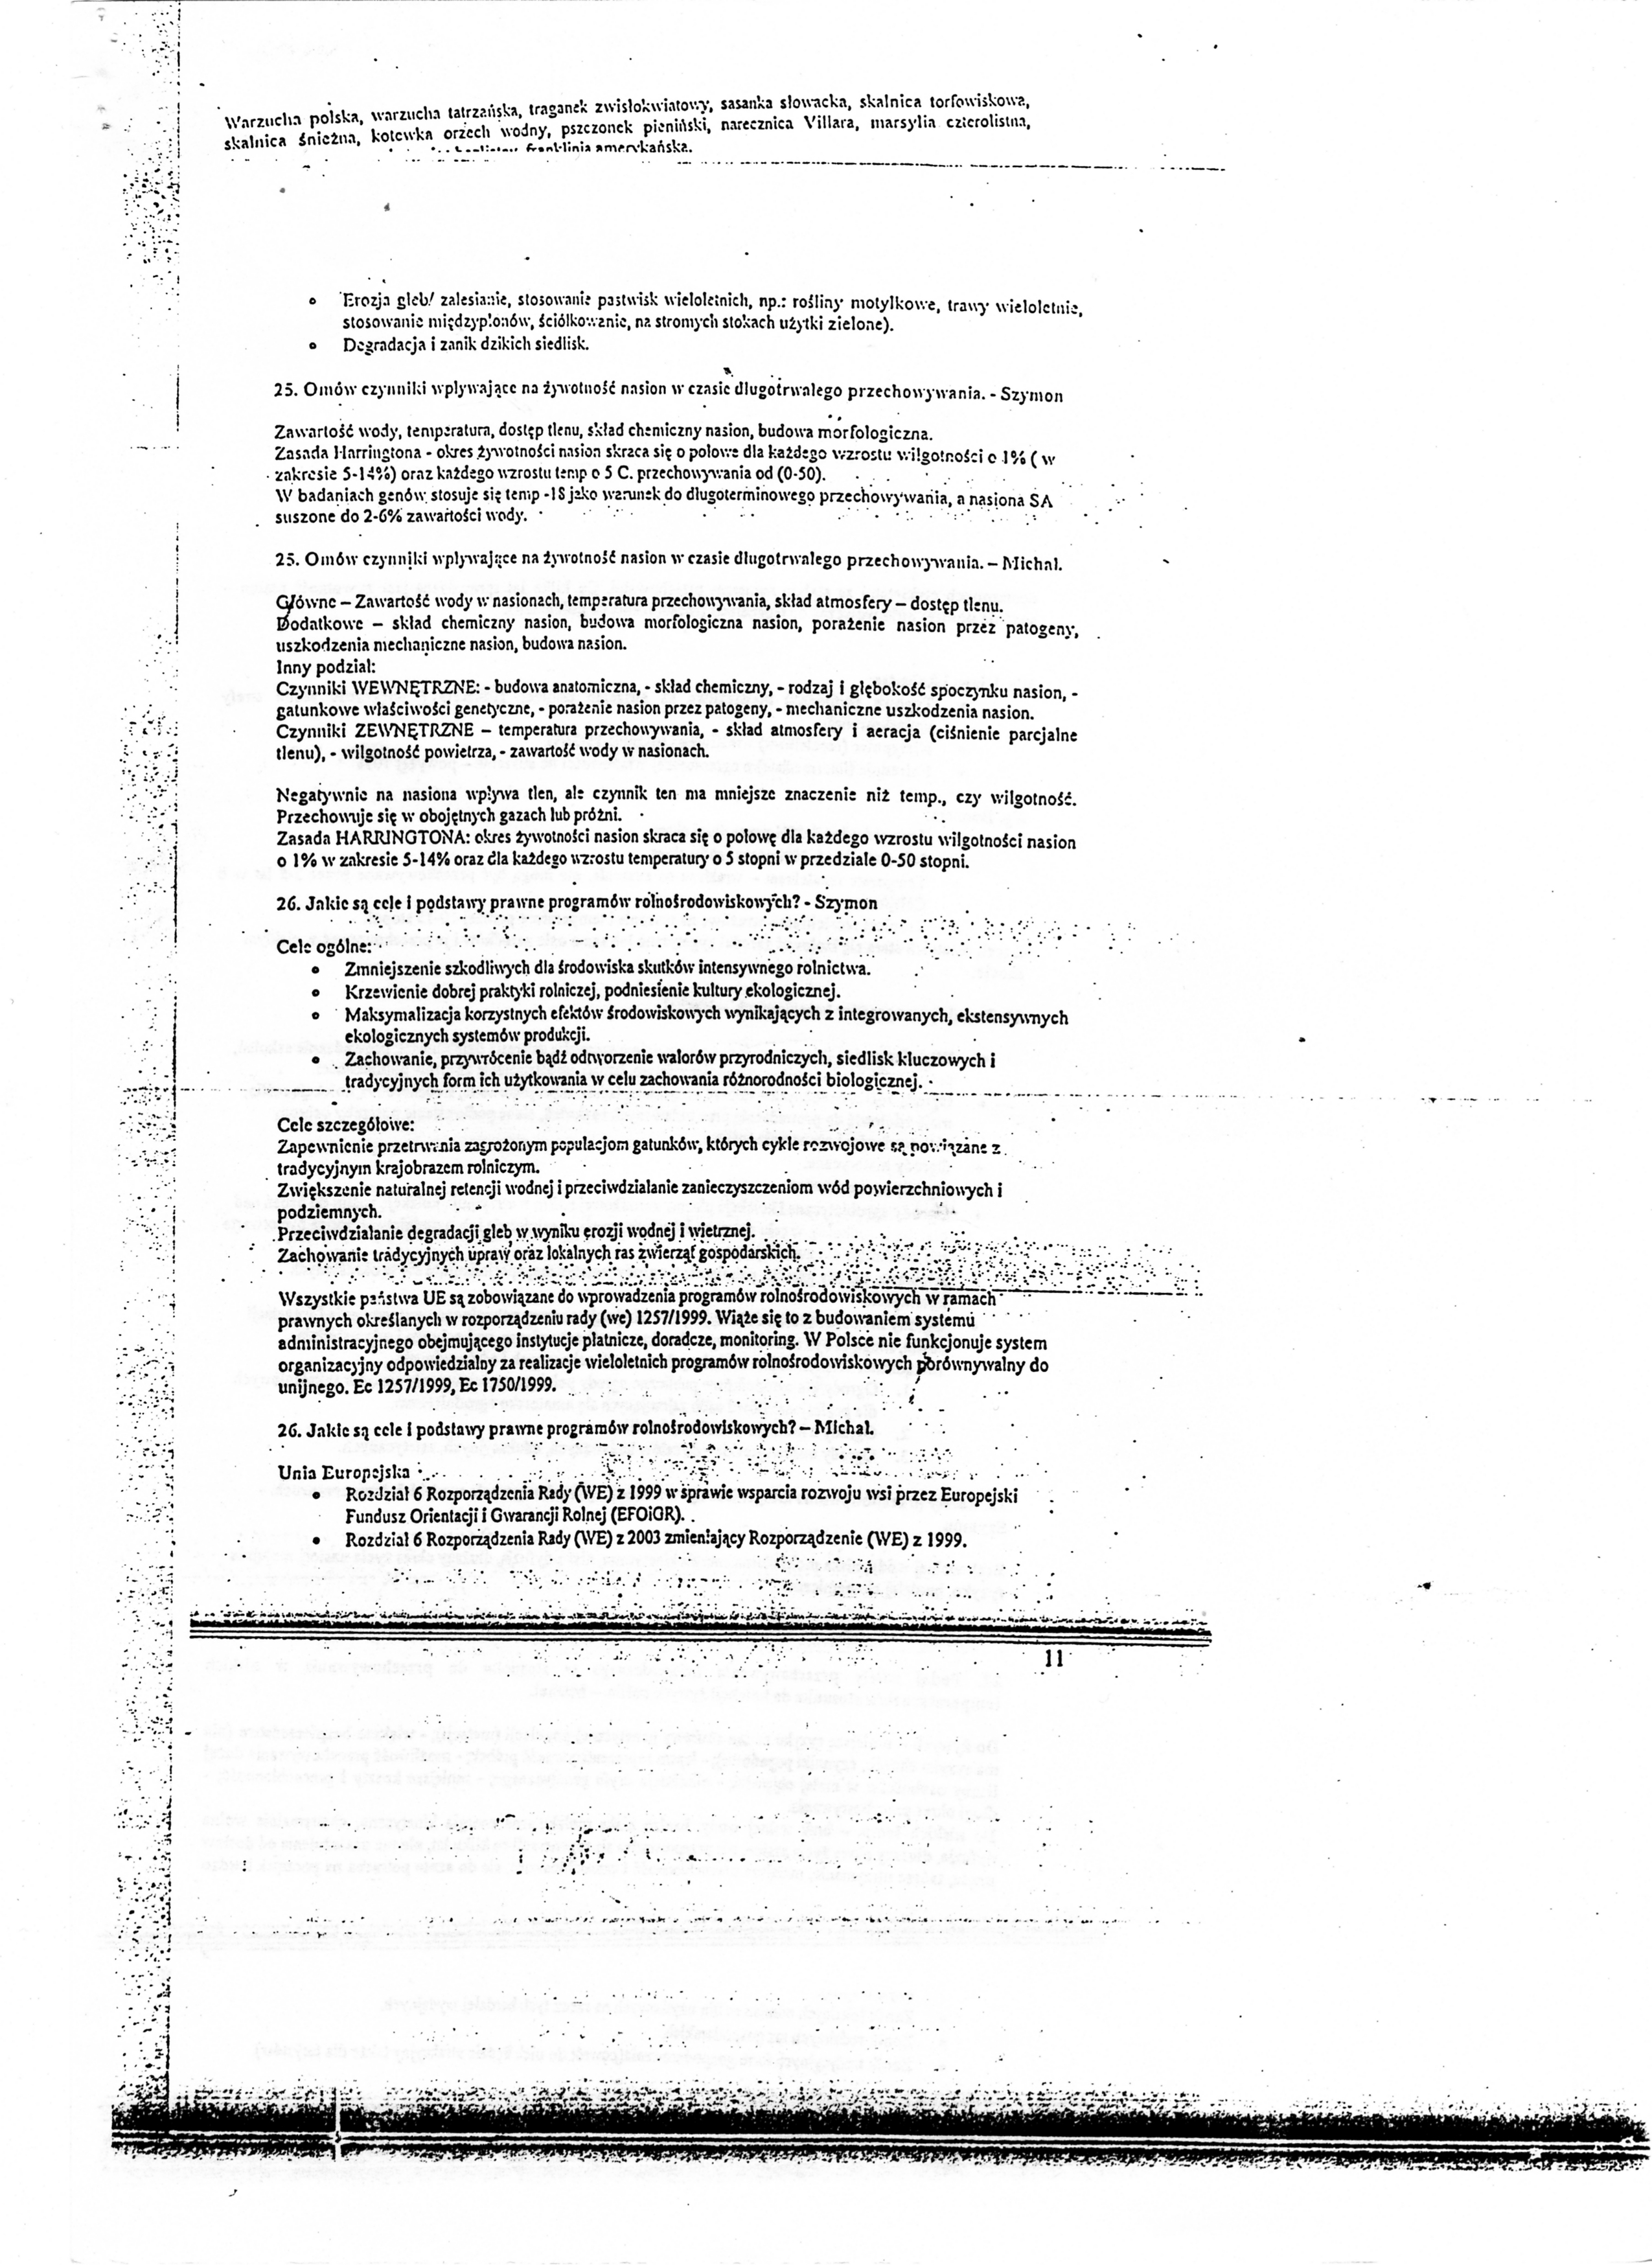 Warzucha polska, warzucha tatrzańska, traganek zwisłokwiatowy, sasanka słowacka, skalnica torfowiskowa,
skalnica śnieżna, kotewka orzech wodny, pszczonek pieniński, narecznica Villara, marsylia czterolistna,
franklinia amerykańska.
• Erozja gleb/ zalesianie, stosowanie pastwisk wieloletnich, np.: rośliny motylkowe, trawy wieloletnie,
stosowanie międzyplonów, ściółkowanie, na stromych stokach użytki zielone).
• Degradacja i zanik dzikich siedlisk.
25. Omów czynniki wpływające na żywotność nasion w czasie długotrwałego przechowywania. - Szymon
Zawartość wody, temperatura, dostęp tlenu, skład chemiczny nasion, budowa morfologiczna.
Zasada Harringtona - okres żywotności nasion skraca się o połowę dla każdego wzrostu wilgotności o 1% ( w
zakresie 5-14%) oraz każdego wzrostu temp o 5 C. przechowywania od (0-50).
W badaniach genów stosuje się temp -18 jako warunek do długoterminowego przechowywania, a nasiona SA
suszone do 2-6% zawartości wody.
25. Omów czynniki wpływające na żywotność nasion w czasie długotrwałego przechowywania. – Michał.
Główne – Zawartość wody w nasionach, temperatura przechowywania, skład atmosfery – dostęp tlenu.
Dodatkowe – skład chemiczny nasion, budowa morfologiczna nasion, porażenie nasion przez patogeny,
uszkodzenia mechaniczne nasion, budowa nasion.
Inny podział:
Czynniki WEWNĘTRZNE: - budowa anatomiczna, - skład chemiczny, - rodzaj i głębokość spoczynku nasion, -
gatunkowe właściwości genetyczne, - porażenie nasion przez patogeny, - mechaniczne uszkodzenia nasion.
Czynniki ZEWNĘTRZNE – temperatura przechowywania, - skład atmosfery i aeracja (ciśnienie parcjalne
tlenu), - wilgotność powietrza, - zawartość wody w nasionach.
Negatywnie na nasiona wpływa tlen, ale czynnik ten ma mniejsze znaczenie niż temp., czy wilgotność.
Przechowuje się w obojętnych gazach lub próżni.
Zasada HARRINGTONA: okres żywotności nasion skraca się o połowę dla każdego wzrostu wilgotności nasion
o 1% w zakresie 5-14% oraz dla każdego wzrostu temperatury o 5 stopni w przedziale 0-50 stopni.
26. Jakie są cele i podstawy prawne programów rolnośrodowiskowych? - Szymon
Cele ogólne:
• Zmniejszenie szkodliwych dla środowiska skutków intensywnego rolnictwa.
• Krzewienie dobrej praktyki rolniczej, podniesienie kultury ekologicznej.
• Maksymalizacja korzystnych efektów środowiskowych wynikających z integrowanych, ekstensywnych
ekologicznych systemów produkcji.
• Zachowanie, przywrócenie bądź odtworzenie walorów przyrodniczych, siedlisk kluczowych i
tradycyjnych form ich użytkowania w celu zachowania różnorodności biologicznej.
Cele szczegółowe:
Zapewnienie przetrwania zagrożonym populacjom gatunków, których cykle rozwojowe są powiązane z
tradycyjnym krajobrazem rolniczym.
Zwiększenie naturalnej retencji wodnej i przeciwdziałanie zanieczyszczeniom wód powierzchniowych i
podziemnych.
Przeciwdziałanie degradacji gleb w wyniku erozji wodnej i wietrznej.
Zachowanie tradycyjnych upraw oraz lokalnych ras zwierząt gospodarskich.
Wszystkie państwa UE są zobowiązane do wprowadzenia programów rolnośrodowiskowych w ramach
prawnych określanych w rozporządzeniu rady (we) 1257/1999. Wiąże się to z budowaniem systemu
administracyjnego obejmującego instytucje płatnicze, doradcze, monitoring. W Polsce nie funkcjonuje system
organizacyjny odpowiedzialny za realizacje wieloletnich programów rolnośrodowiskowych porównywalny do
unijnego. Ec 1257/1999, Ec 1750/1999.
26. Jakie są cele i podstawy prawne programów rolnośrodowiskowych? – Michał.
Unia Europejska
• Rozdział 6 Rozporządzenia Rady (WE) z 1999 w sprawie wsparcia rozwoju wsi przez Europejski
Fundusz Orientacji i Gwarancji Rolnej (EFOiGR).
• Rozdział 6 Rozporządzenia Rady (WE) z 2003 zmieniający Rozporządzenie (WE) z 1999.
11